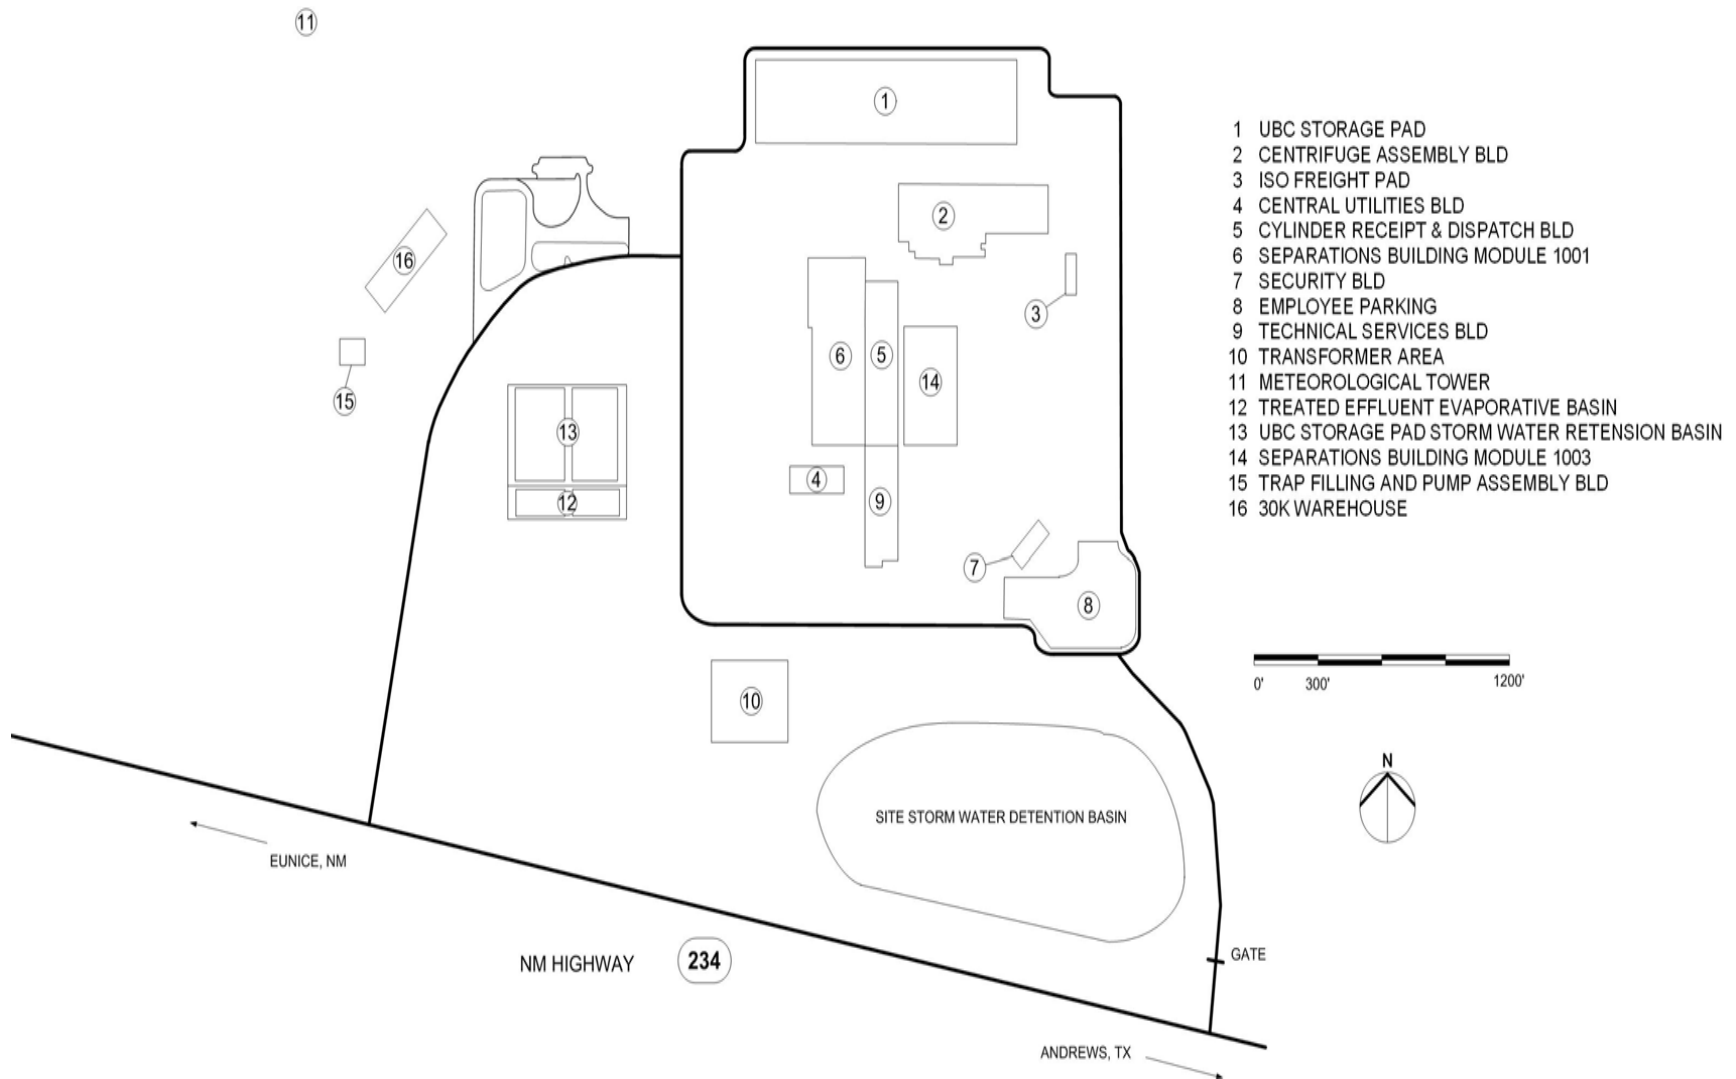 11
1
2
3
4
5
6
7
8
9
10
12
13
14
15
16
1 UBC STORAGE PAD
2 CENTRIFUGE ASSEMBLY BLD
3 ISO FREIGHT PAD
4 CENTRAL UTILITIES BLD
5 CYLINDER RECEIPT & DISPATCH BLD
6 SEPARATIONS BUILDING MODULE 1001
7 SECURITY BLD
8 EMPLOYEE PARKING
9 TECHNICAL SERVICES BLD
10 TRANSFORMER AREA
11 METEOROLOGICAL TOWER
12 TREATED EFFLUENT EVAPORATIVE BASIN
13 UBC STORAGE PAD STORM WATER RETENSION BASIN
14 SEPARATIONS BUILDING MODULE 1003
15 TRAP FILLING AND PUMP ASSEMBLY BLD
16 30K WAREHOUSE
0' 300' 1200'
N
SITE STORM WATER DETENTION BASIN
EUNICE, NM
NM HIGHWAY 234
GATE
ANDREWS, TX